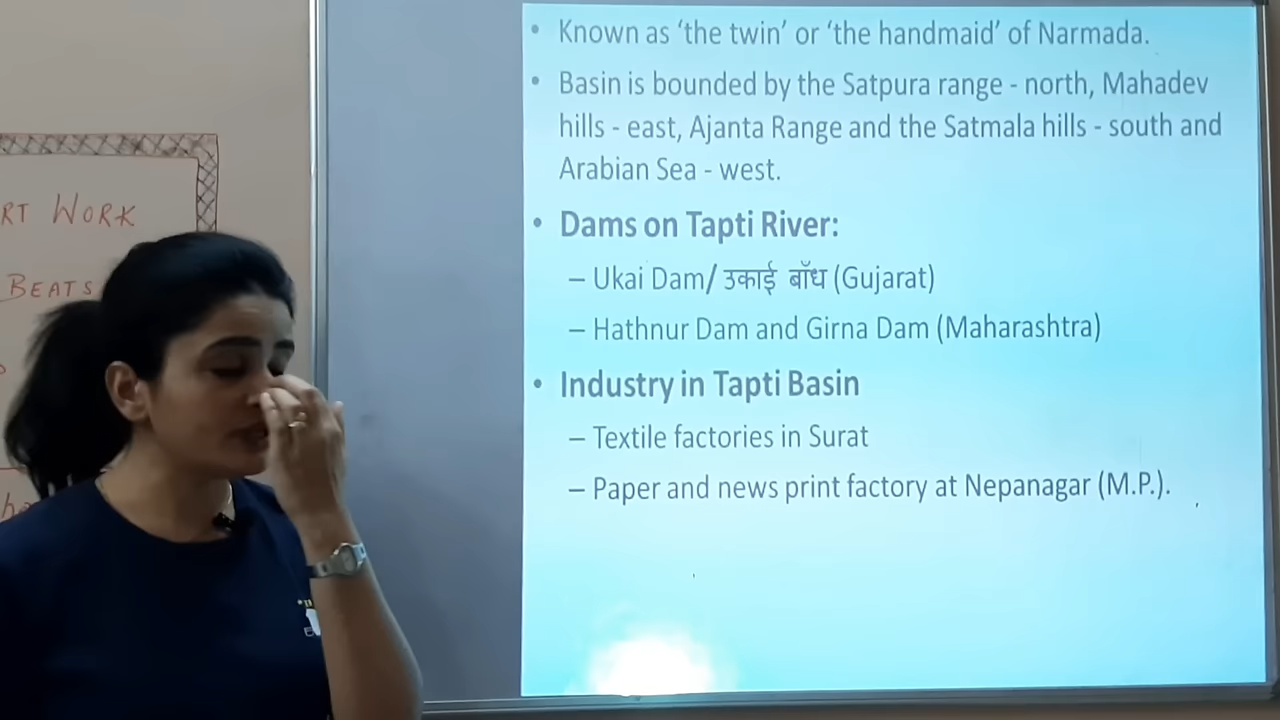 RT WORK
BEATS
• Known as ‘the twin’ or ‘the handmaid’ of Narmada.
• Basin is bounded by the Satpura range - north, Mahadev
hills - east, Ajanta Range and the Satmala hills - south and
Arabian Sea - west.
• Dams on Tapti River:
– Ukai Dam/ उकाई बाँध (Gujarat)
– Hathnur Dam and Girna Dam (Maharashtra)
• Industry in Tapti Basin
– Textile factories in Surat
– Paper and news print factory at Nepanagar (M.P.).